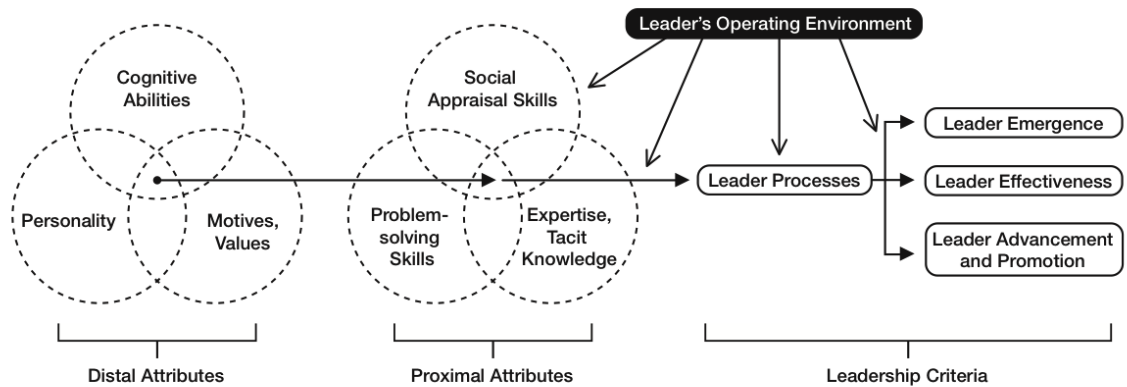 Leader's Operating Environment
Cognitive
Abilities
Personality
Motives,
Values
Social
Appraisal Skills
Problem-
solving
Skills
Expertise,
Tacit
Knowledge
Leader Processes
Leader Emergence
Leader Effectiveness
Leader Advancement
and Promotion
Distal Attributes
Proximal Attributes
Leadership Criteria